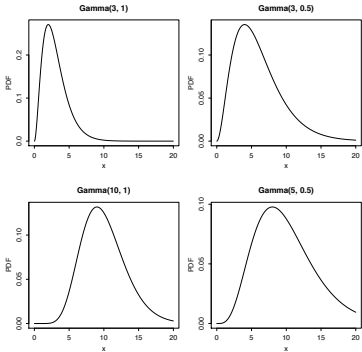 Gamma(3, 1)
PDF
0.0
0.2
0 5 10 15 20
x
Gamma(3, 0.5)
PDF
0.00
0.05
0.10
0 5 10 15 20
x
Gamma(10, 1)
PDF
0.00
0.05
0.10
0 5 10 15 20
x
Gamma(5, 0.5)
PDF
0.00
0.05
0.10
0 5 10 15 20
x